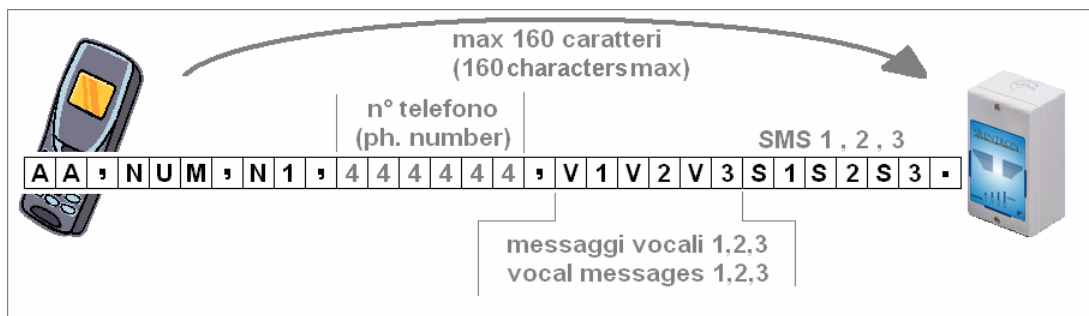 max 160 caratteri
(160 characters max)
n° telefono
(ph. number)
SMS 1 , 2 , 3
AA,NUM,N1,444444,V1V2V3S1S2S3.
messaggi vocali 1,2,3
vocal messages 1,2,3